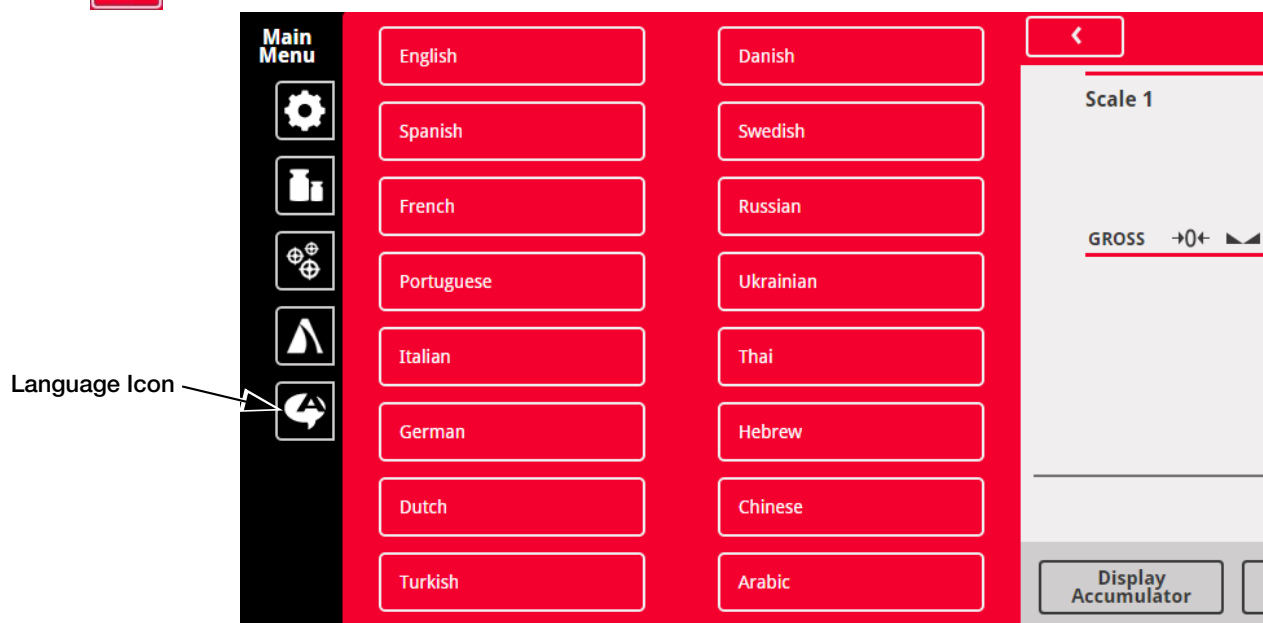 Main
Menu
Language Icon
English
Spanish
French
Portuguese
Italian
German
Dutch
Turkish
Danish
Swedish
Russian
Ukrainian
Thai
Hebrew
Chinese
Arabic
Scale 1
GROSS →0←
Display
Accumulator